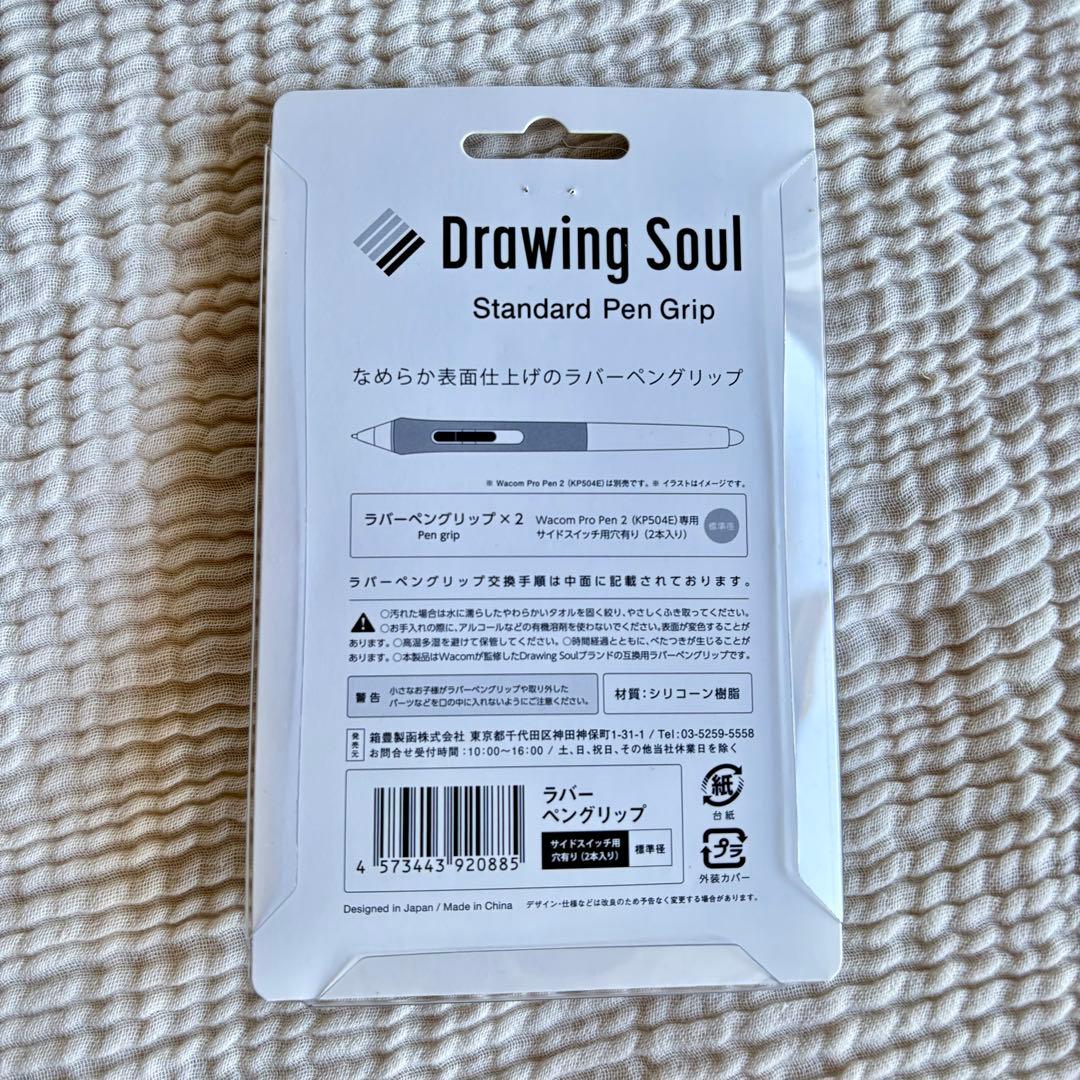 Drawing Soul
Standard Pen Grip
なめらか表面仕上げのラバーペングリップ
※ Wacom Pro Pen 2 (KP504E)は別売です。※ イラストはイメージです。
ラバーペングリップ×2
Pen grip
Wacom Pro Pen 2 (KP504E)専用
サイドスイッチ用穴有り(2本入り)
標準径
ラバーペングリップ交換手順は中面に記載されております。
○汚れた場合は水に濡らしたやわらかいタオルを固く絞り、やさしくふき取ってください。
○お手入れの際に、アルコールなどの有機溶剤を使わないでください。表面が変色することが
あります。○高温多湿を避けて保管してください。○時間経過とともに、べたつきが生じることが
あります。○本製品はWacomが監修したDrawing Soulブランドの互換用ラバーペングリップです。
警告
小さなお子様がラバーペングリップや取り外した
パーツなどを口の中に入れないようにご注意ください。
材質:シリコーン樹脂
発売元
箱豊製函株式会社 東京都千代田区神田神保町1-31-1 / Tel:03-5259-5558
お問合せ受付時間:10:00〜16:00 / 土、日、祝日、その他当社休業日を除く
4 573443 920885
ラバー
ペングリップ
サイドスイッチ用
穴有り(2本入り)
標準径
紙
台紙
プラ
外装カバー
Designed in Japan / Made in China
デザイン・仕様などは改良のため予告なく変更する場合があります。